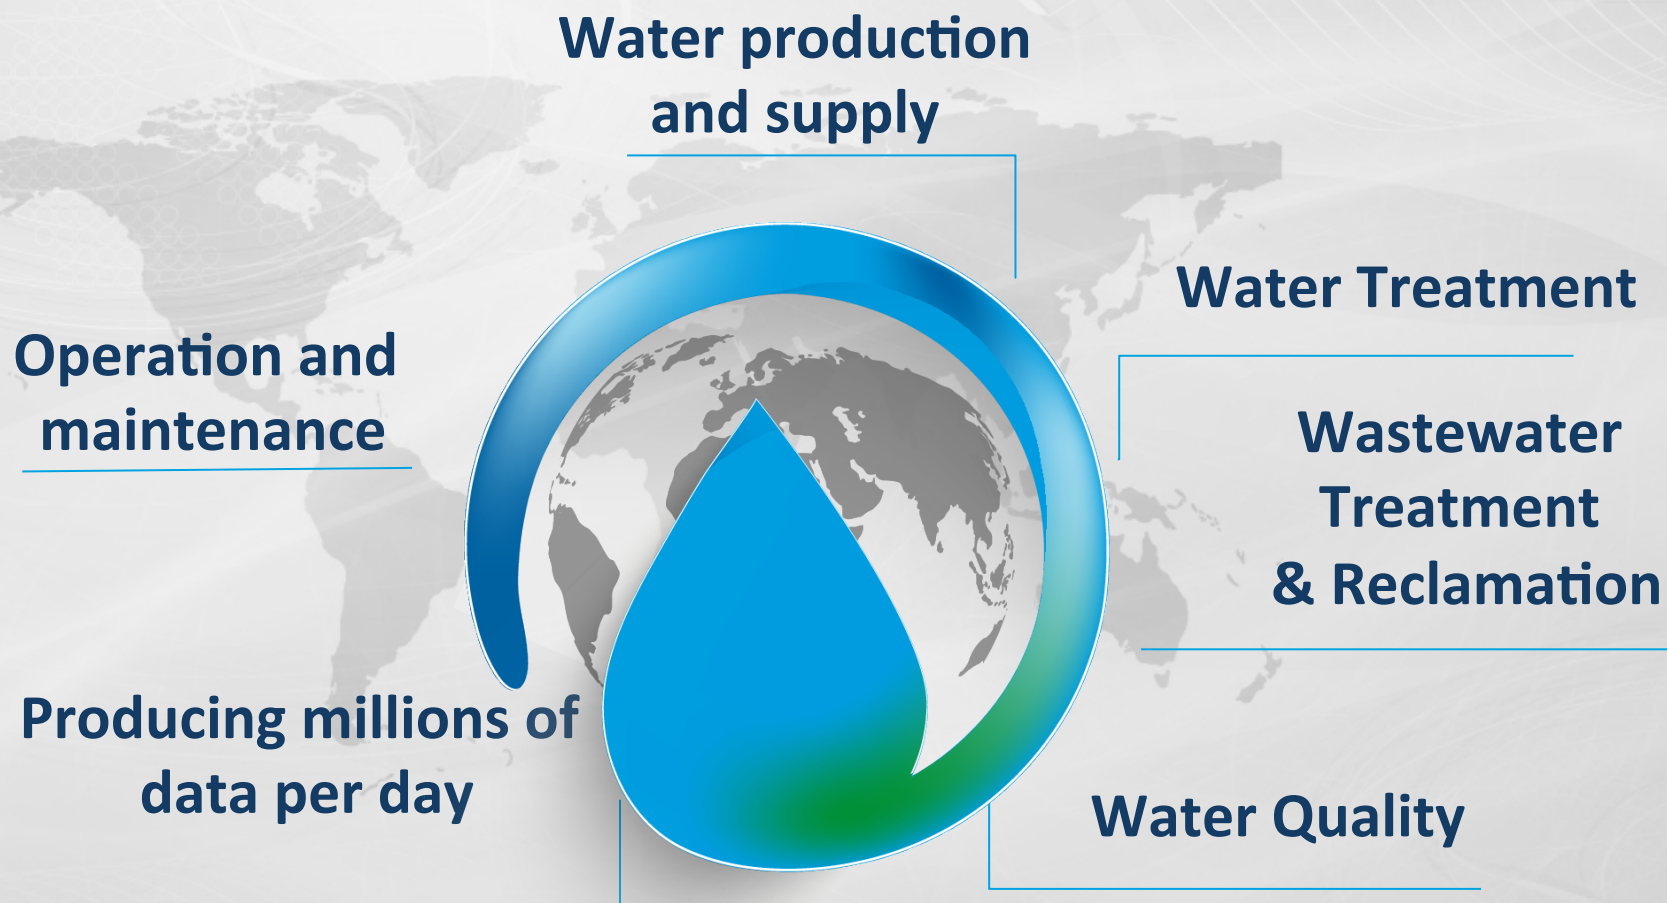 Water production
and supply
Water Treatment
Operation and
maintenance
Wastewater
Treatment
& Reclamation
Producing millions of
data per day
Water Quality